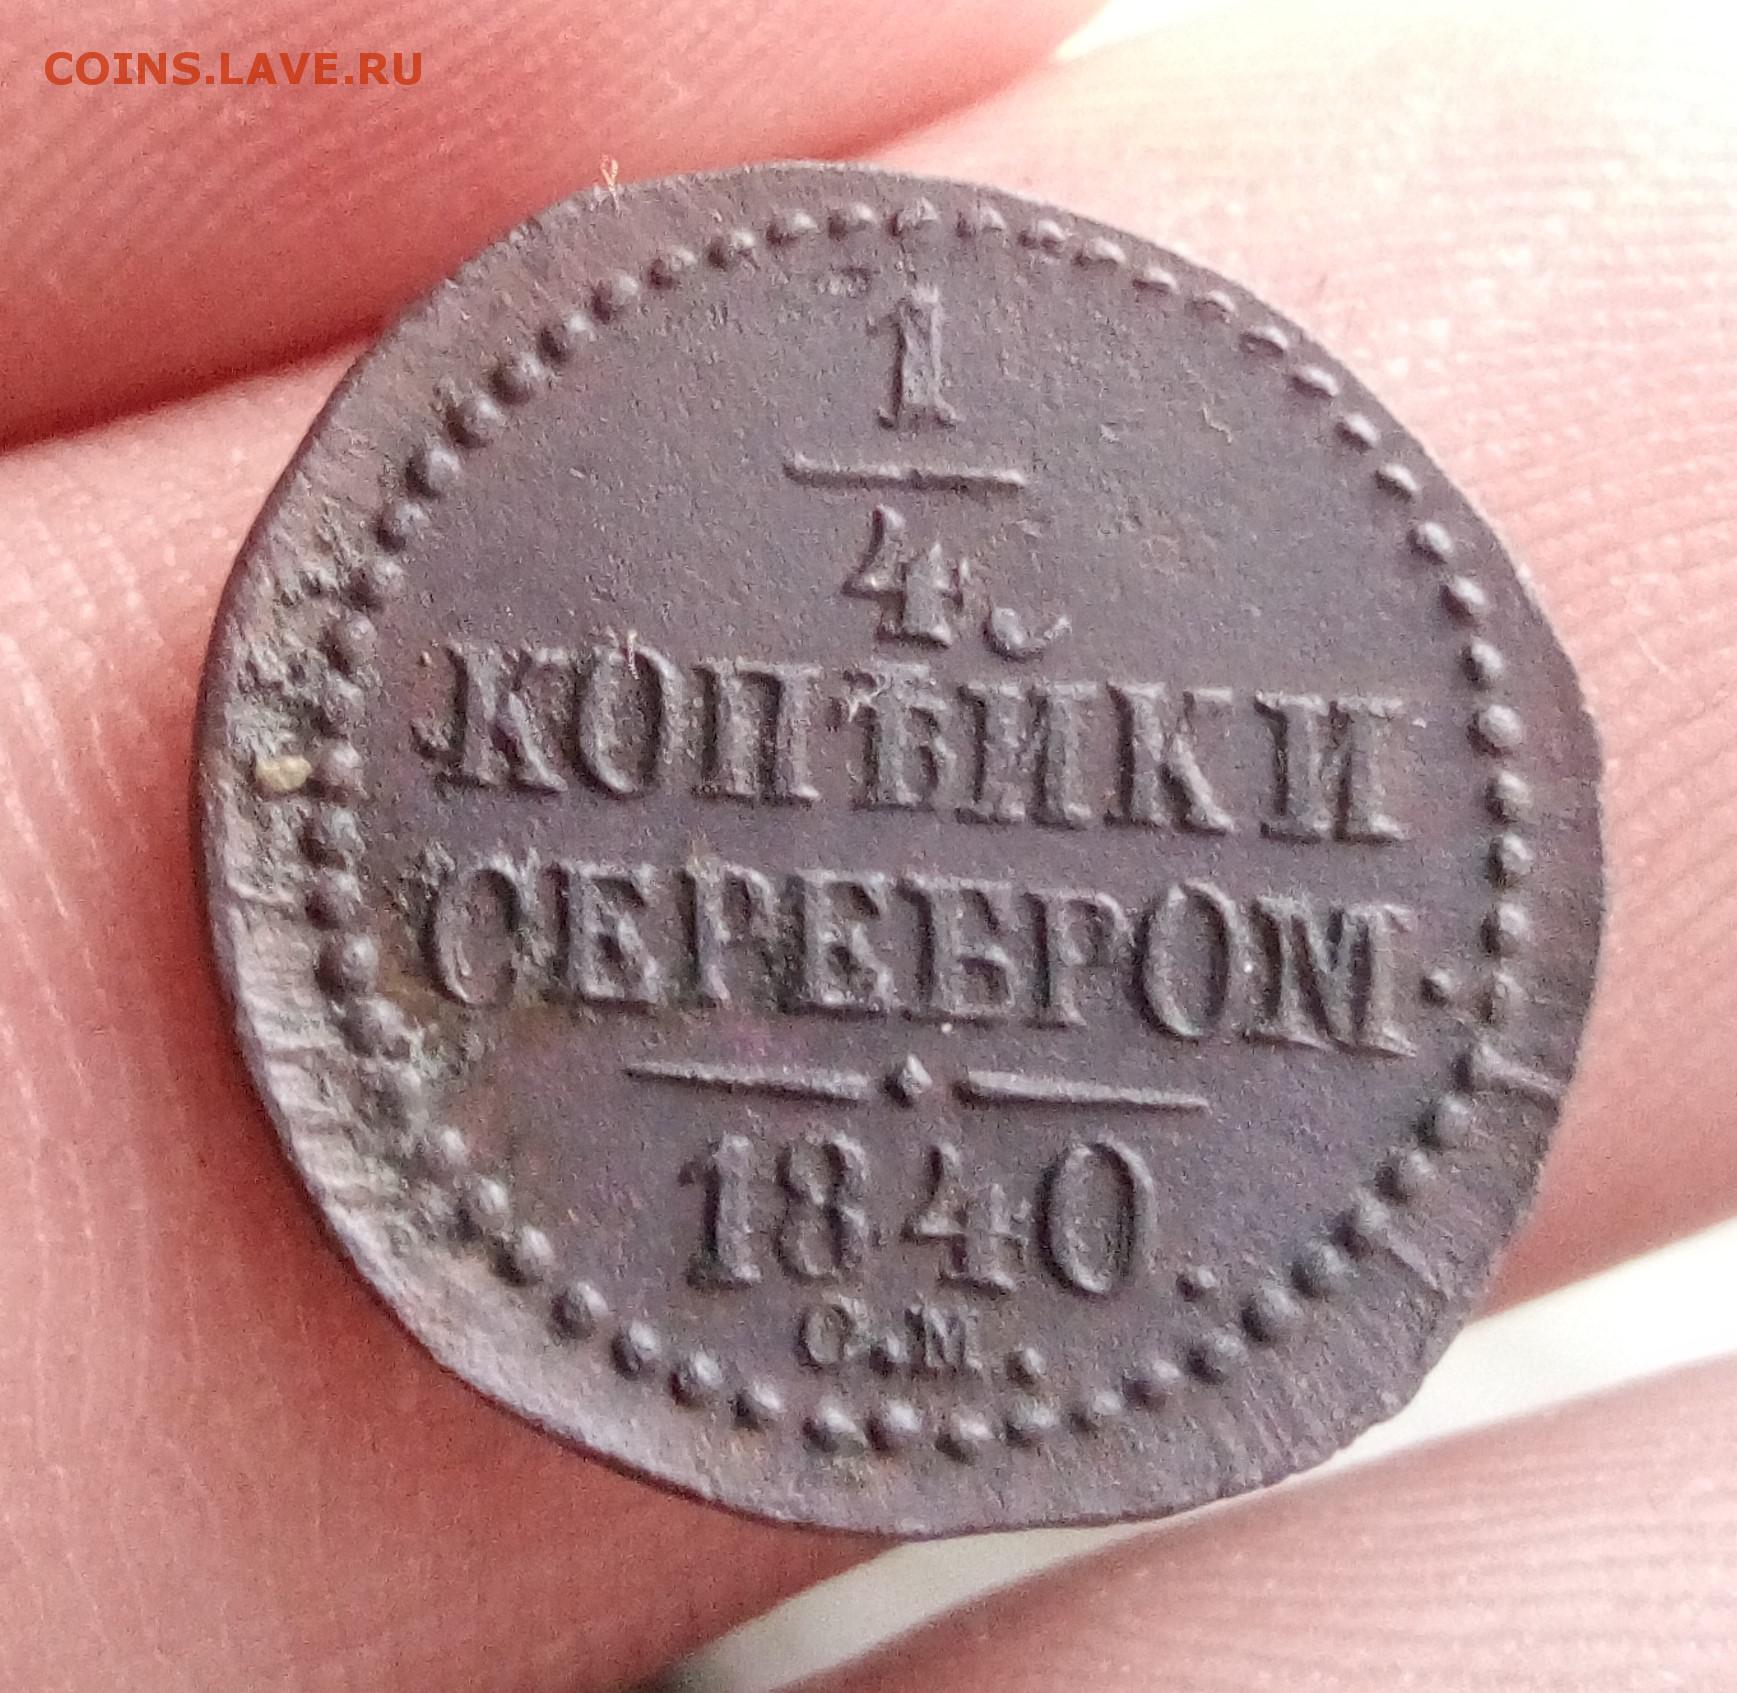 COINS.LAVE.RU
1
4
КОПѢЙКИ
СЕРЕБРОМ.
1840.
С.М.